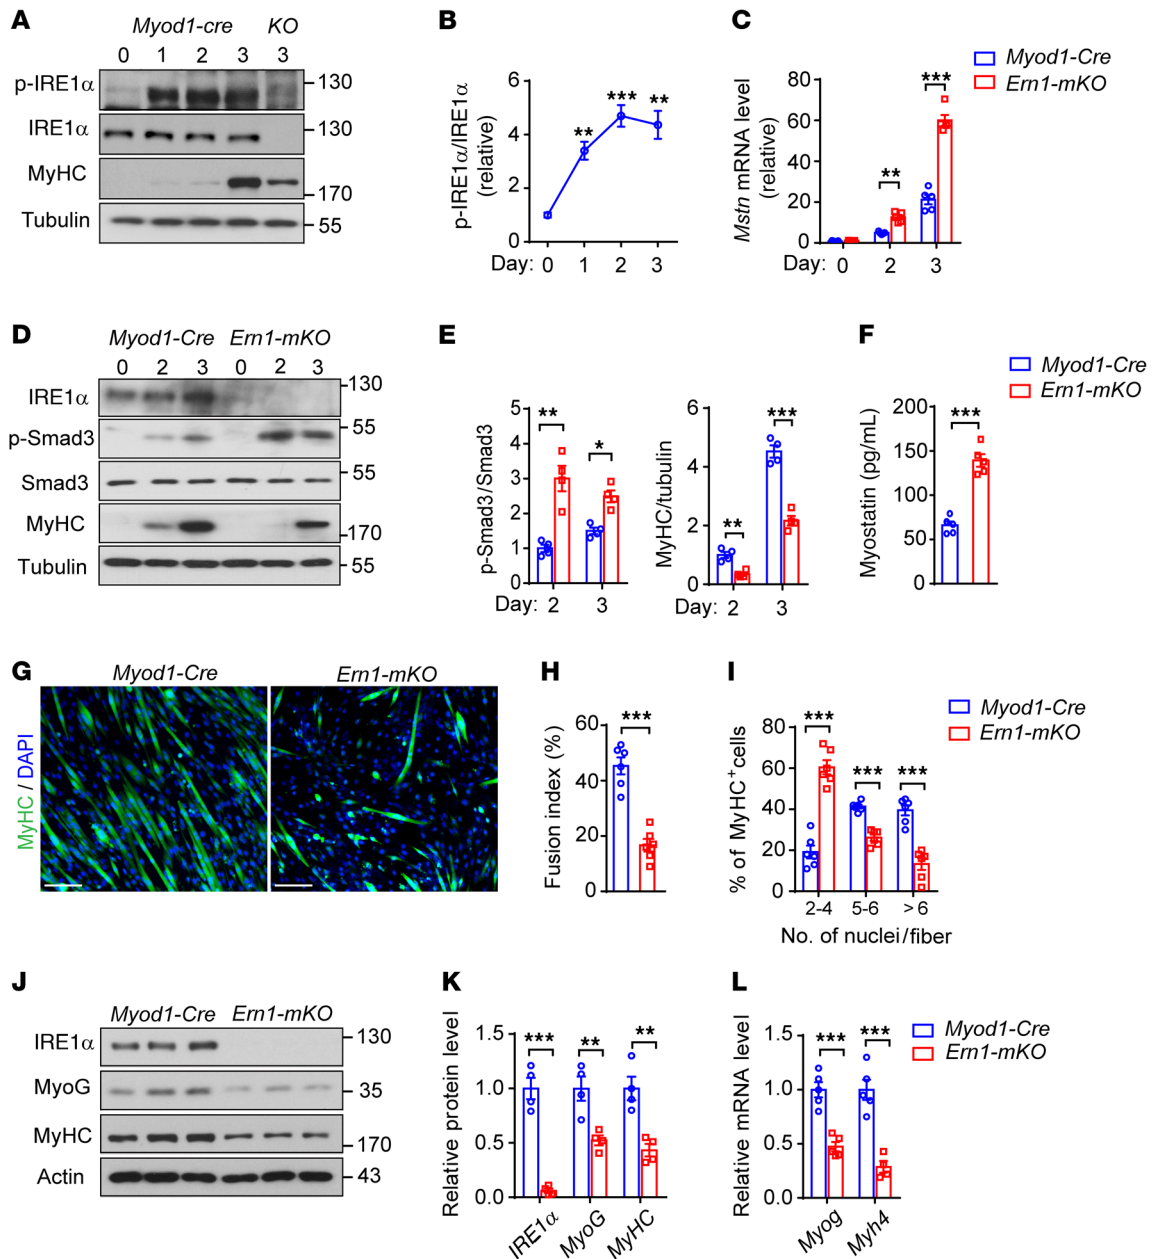 A
Myod1-cre KO
0 1 2 3 3
p-IRE1α 130
IRE1α 130
MyHC 170
Tubulin 55
B
p-IRE1α/IRE1α
(relative)
6
4
2
0
** *** **
Day: 0 1 2 3
C
Mstn mRNA level
(relative)
80
60
40
20
0
** ***
Day: 0 2 3
Myod1-Cre
Ern1-mKO
D
Myod1-Cre Ern1-mKO
0 2 3 0 2 3
IRE1α 130
p-Smad3 55
Smad3 55
MyHC 170
Tubulin 55
E
p-Smad3/Smad3
5
4
3
2
1
0
** *
Day: 2 3
MyHC/tubulin
6
4
2
0
** ***
Day: 2 3
F
Myostatin (pg/mL)
200
150
100
50
0
***
Myod1-Cre
Ern1-mKO
G
Myod1-Cre Ern1-mKO
MyHC / DAPI
H
Fusion index (%)
60
40
20
0
***
I
% of MyHC+cells
80
60
40
20
0
*** *** ***
2-4 5-6 > 6
No. of nuclei/fiber
Myod1-Cre
Ern1-mKO
J
Myod1-Cre Ern1-mKO
IRE1α 130
MyoG 35
MyHC 170
Actin 43
K
Relative protein level
1.5
1.0
0.5
0.0
*** ** **
IRE1α MyoG MyHC
L
Relative mRNA level
1.5
1.0
0.5
0.0
*** ***
Myog Myh4
Myod1-Cre
Ern1-mKO